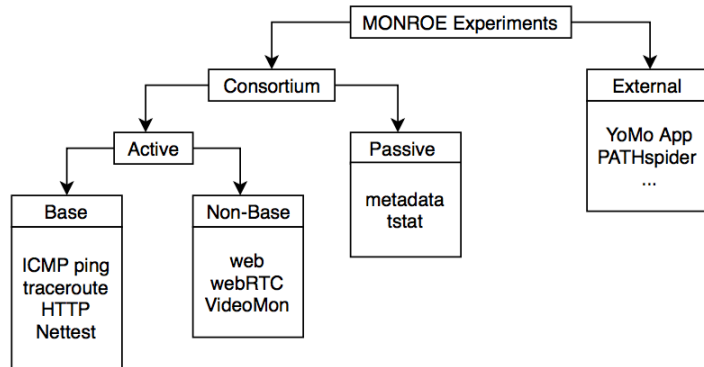 MONROE Experiments
Consortium
External
YoMo App
PATHspider
...
Active
Passive
metadata
tstat
Base
ICMP ping
traceroute
HTTP
Nettest
Non-Base
web
webRTC
VideoMon